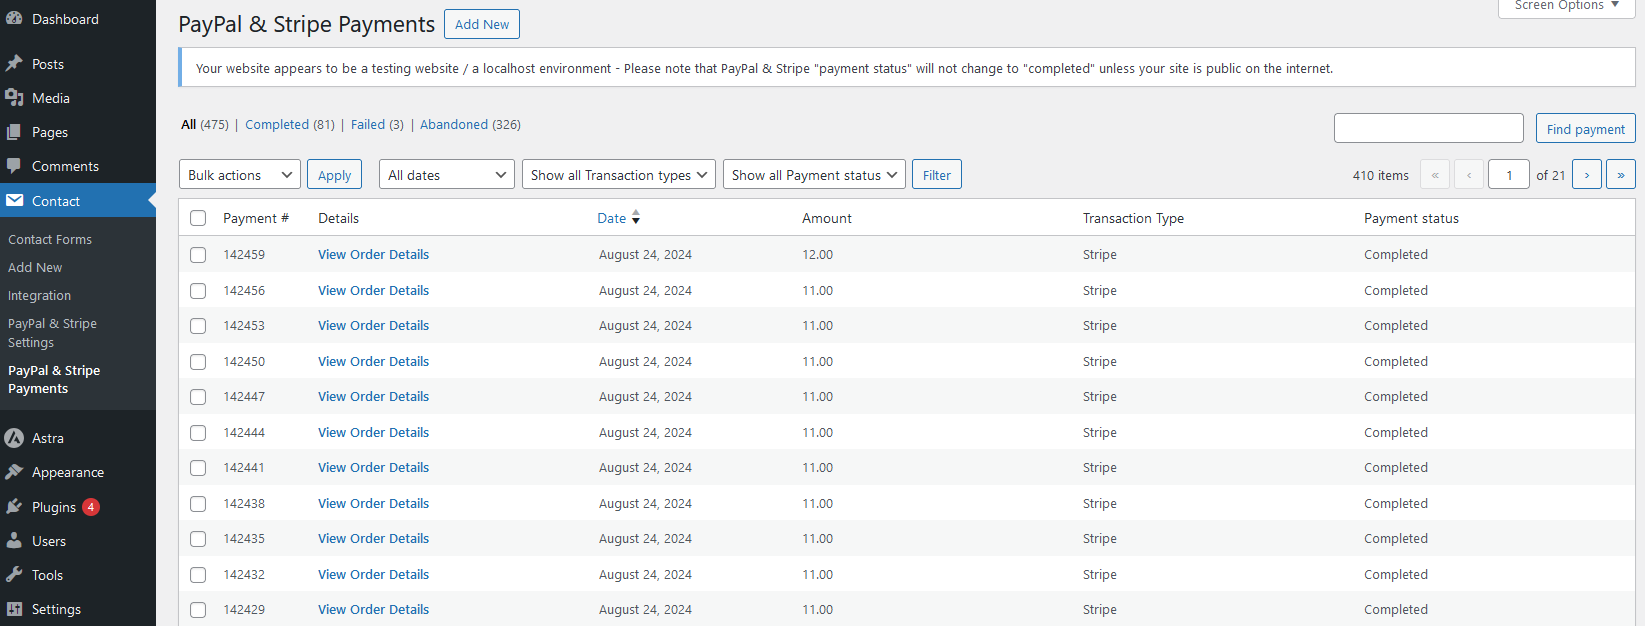 Dashboard
Posts
Media
Pages
Comments
Contact
Contact Forms
Add New
Integration
PayPal & Stripe
Settings
PayPal & Stripe
Payments
Astra
Appearance
Plugins 4
Users
Tools
Settings
Screen Options ▼
PayPal & Stripe Payments Add New
Your website appears to be a testing website / a localhost environment - Please note that PayPal & Stripe "payment status" will not change to "completed" unless your site is public on the internet.
All (475) | Completed (81) | Failed (3) | Abandoned (326)
Find payment
Bulk actions Apply All dates Show all Transaction types Show all Payment status Filter 410 items « ‹ 1 of 21 › »
Payment # Details Date Amount Transaction Type Payment status
142459 View Order Details August 24, 2024 12.00 Stripe Completed
142456 View Order Details August 24, 2024 11.00 Stripe Completed
142453 View Order Details August 24, 2024 11.00 Stripe Completed
142450 View Order Details August 24, 2024 11.00 Stripe Completed
142447 View Order Details August 24, 2024 11.00 Stripe Completed
142444 View Order Details August 24, 2024 11.00 Stripe Completed
142441 View Order Details August 24, 2024 11.00 Stripe Completed
142438 View Order Details August 24, 2024 11.00 Stripe Completed
142435 View Order Details August 24, 2024 11.00 Stripe Completed
142432 View Order Details August 24, 2024 11.00 Stripe Completed
142429 View Order Details August 24, 2024 11.00 Stripe Completed